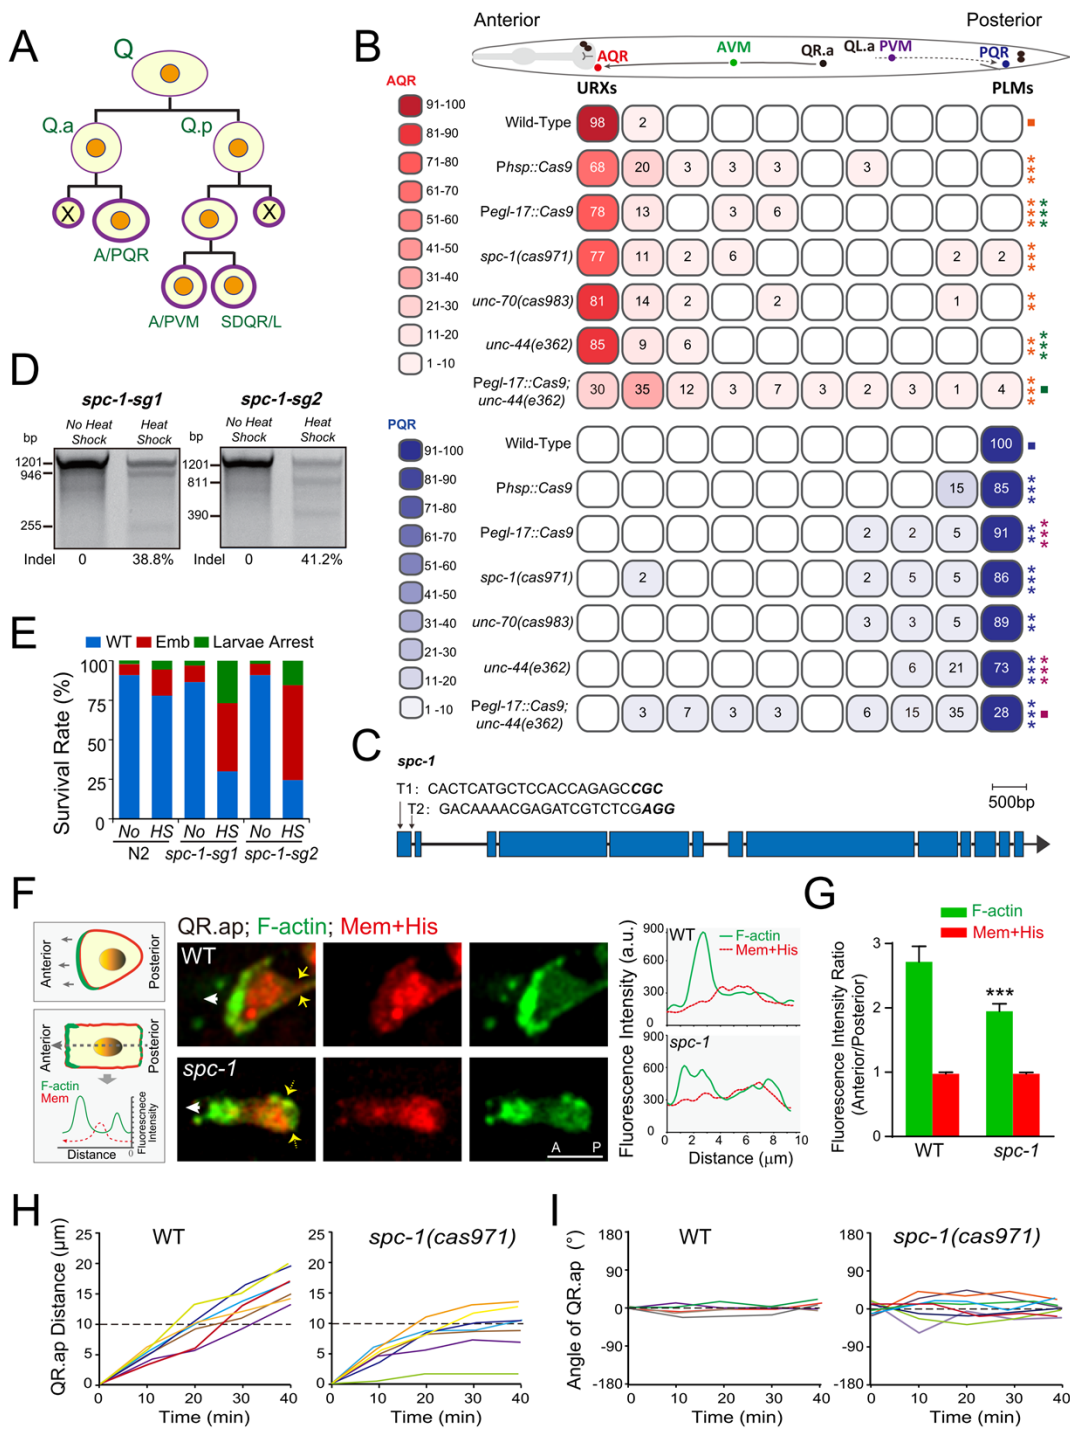 A
Q
Q.a
Q.p
X
X
A/PQR
A/PVM
SDQR/L
B
Anterior
Posterior
AQR
AVM
QR.a
QL.a
PVM
PQR
URXs
PLMs
AQR
91-100
81-90
71-80
61-70
51-60
41-50
31-40
21-30
11-20
1 -10
Wild-Type 98 2
Phsp::Cas9 68 20 3 3 3 3 ***
Pegl-17::Cas9 78 13 3 6 *** ***
spc-1(cas971) 77 11 2 6 2 2 ***
unc-70(cas983) 81 14 2 2 1 **
unc-44(e362) 85 9 6 ** ***
Pegl-17::Cas9;
unc-44(e362) 30 35 12 3 7 3 2 3 1 4 ***
PQR
91-100
81-90
71-80
61-70
51-60
41-50
31-40
21-30
11-20
1 -10
Wild-Type 100
Phsp::Cas9 15 85 ***
Pegl-17::Cas9 2 2 5 91 ** ***
spc-1(cas971) 2 2 5 5 86 ***
unc-70(cas983) 3 3 5 89 **
unc-44(e362) 6 21 73 *** ***
Pegl-17::Cas9;
unc-44(e362) 3 7 3 3 6 15 35 28 ***
C
spc-1
T1: CACTCATGCTCCACCAGAGCCGC
T2: GACAAAACGAGATCGTCTCGAGG
500bp
D
spc-1-sg1
spc-1-sg2
No Heat Shock
Heat Shock
No Heat Shock
Heat Shock
bp
1201
946
255
bp
1201
811
390
Indel 0 38.8%
Indel 0 41.2%
E
WT Emb Larvae Arrest
Survival Rate (%)
100
75
50
25
0
No HS No HS No HS
N2 spc-1-sg1 spc-1-sg2
F
Anterior
Posterior
Anterior
Posterior
F-actin
Mem
Fluorescnece
Intensity
Distance
0
QR.ap; F-actin; Mem+His
WT
spc-1
A P
Fluorescence Intensity (a.u.)
900
600
300
0
WT
F-actin
Mem+His
900
600
300
0
spc-1
0 2 4 6 8 10
Distance (μm)
G
F-actin
Mem+His
Fluorescence Intensity Ratio
(Anterior/Posterior)
3
2
1
0
***
WT spc-1
H
WT
QR.ap Distance (μm)
25
20
15
10
5
0
0 10 20 30 40
Time (min)
spc-1(cas971)
25
20
15
10
5
0
0 10 20 30 40
Time (min)
I
WT
Angle of QR.ap (°)
180
90
0
-90
-180
0 10 20 30 40
Time (min)
spc-1(cas971)
180
90
0
-90
-180
0 10 20 30 40
Time (min)